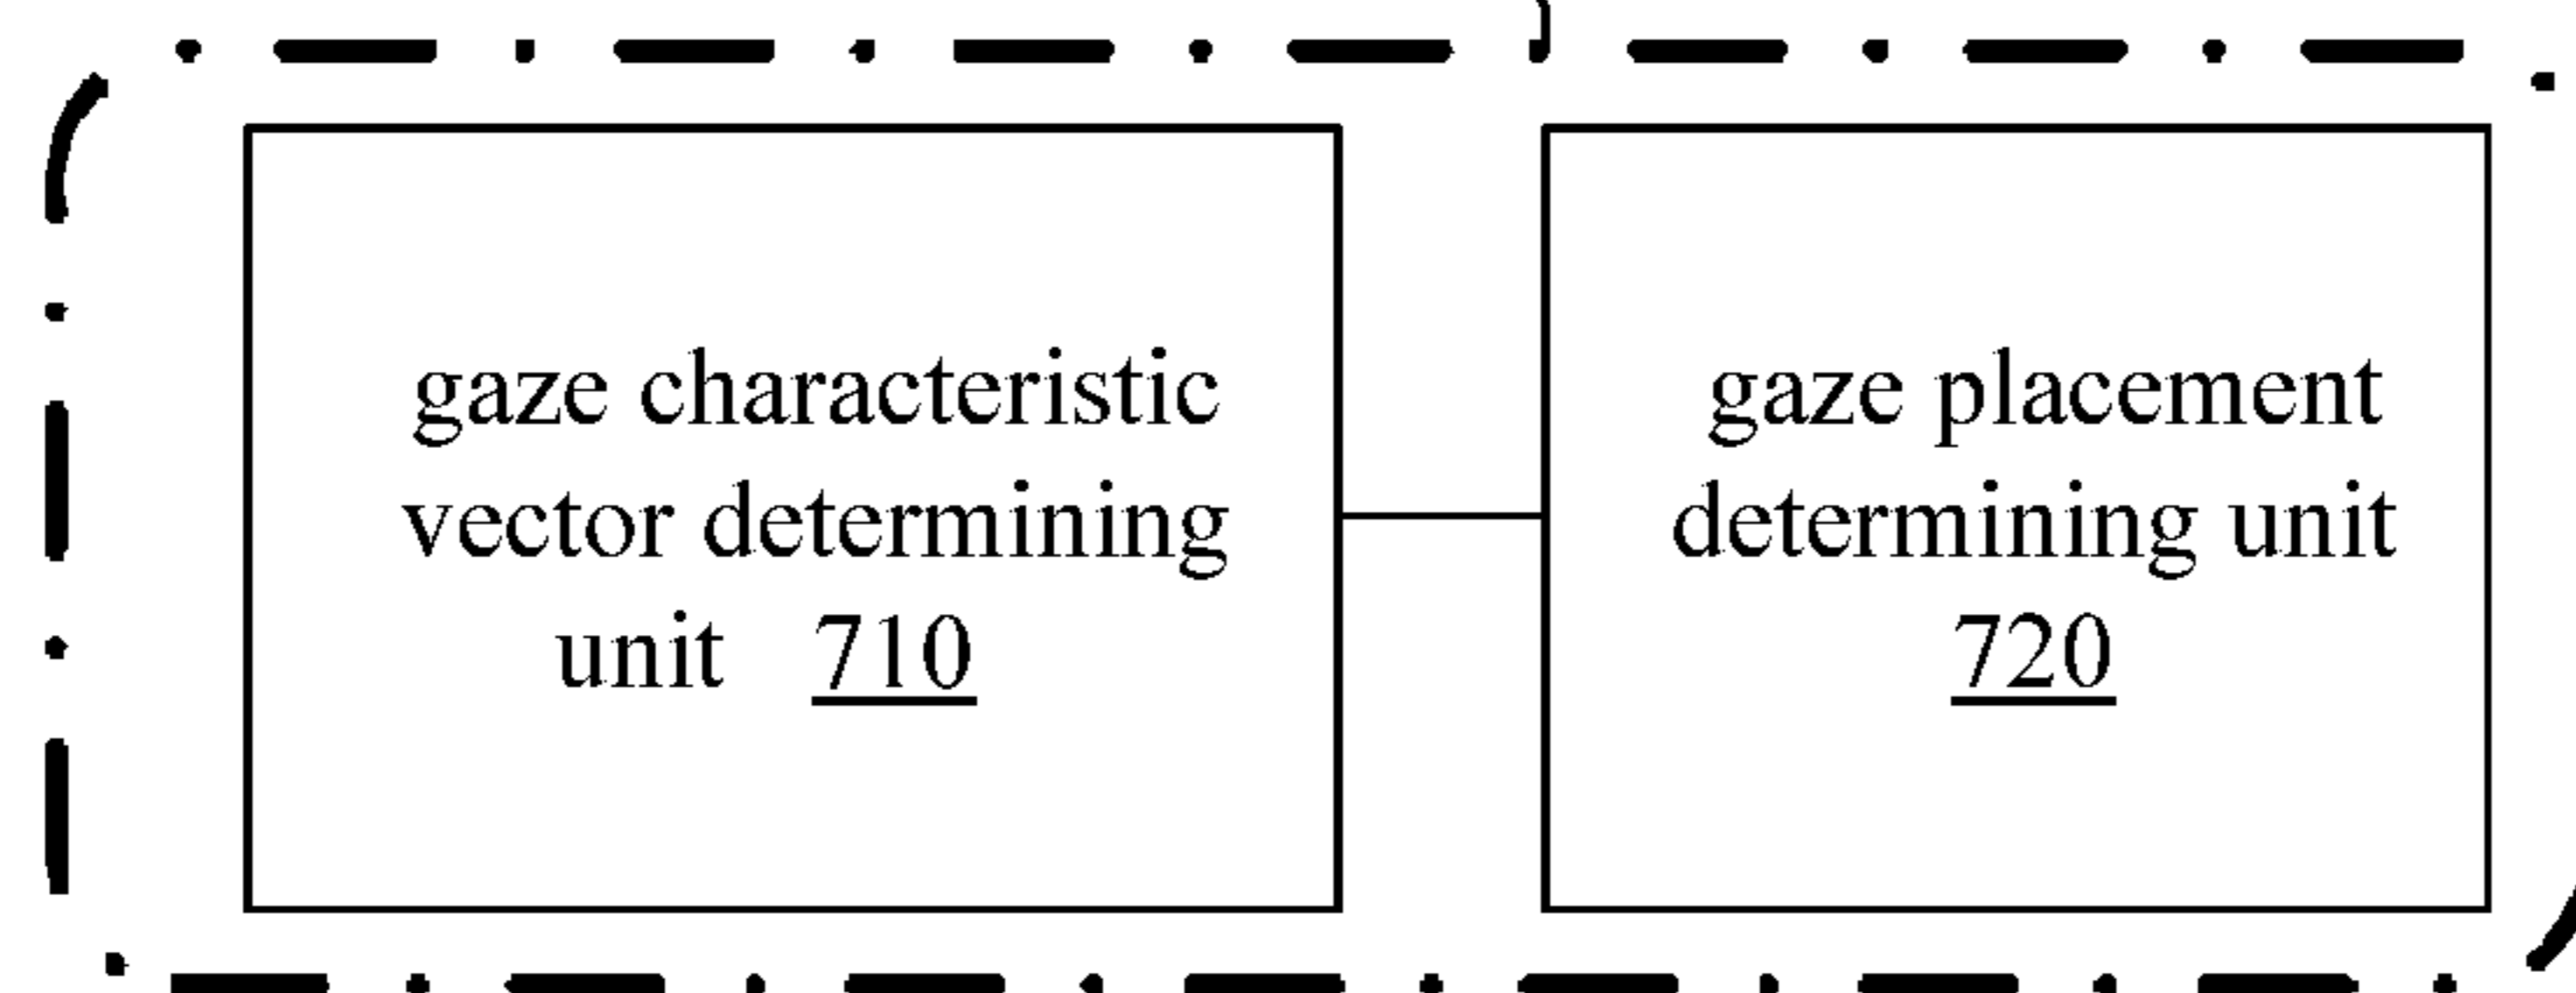 gaze characteristic
vector determining
unit 710
gaze placement
determining unit
720